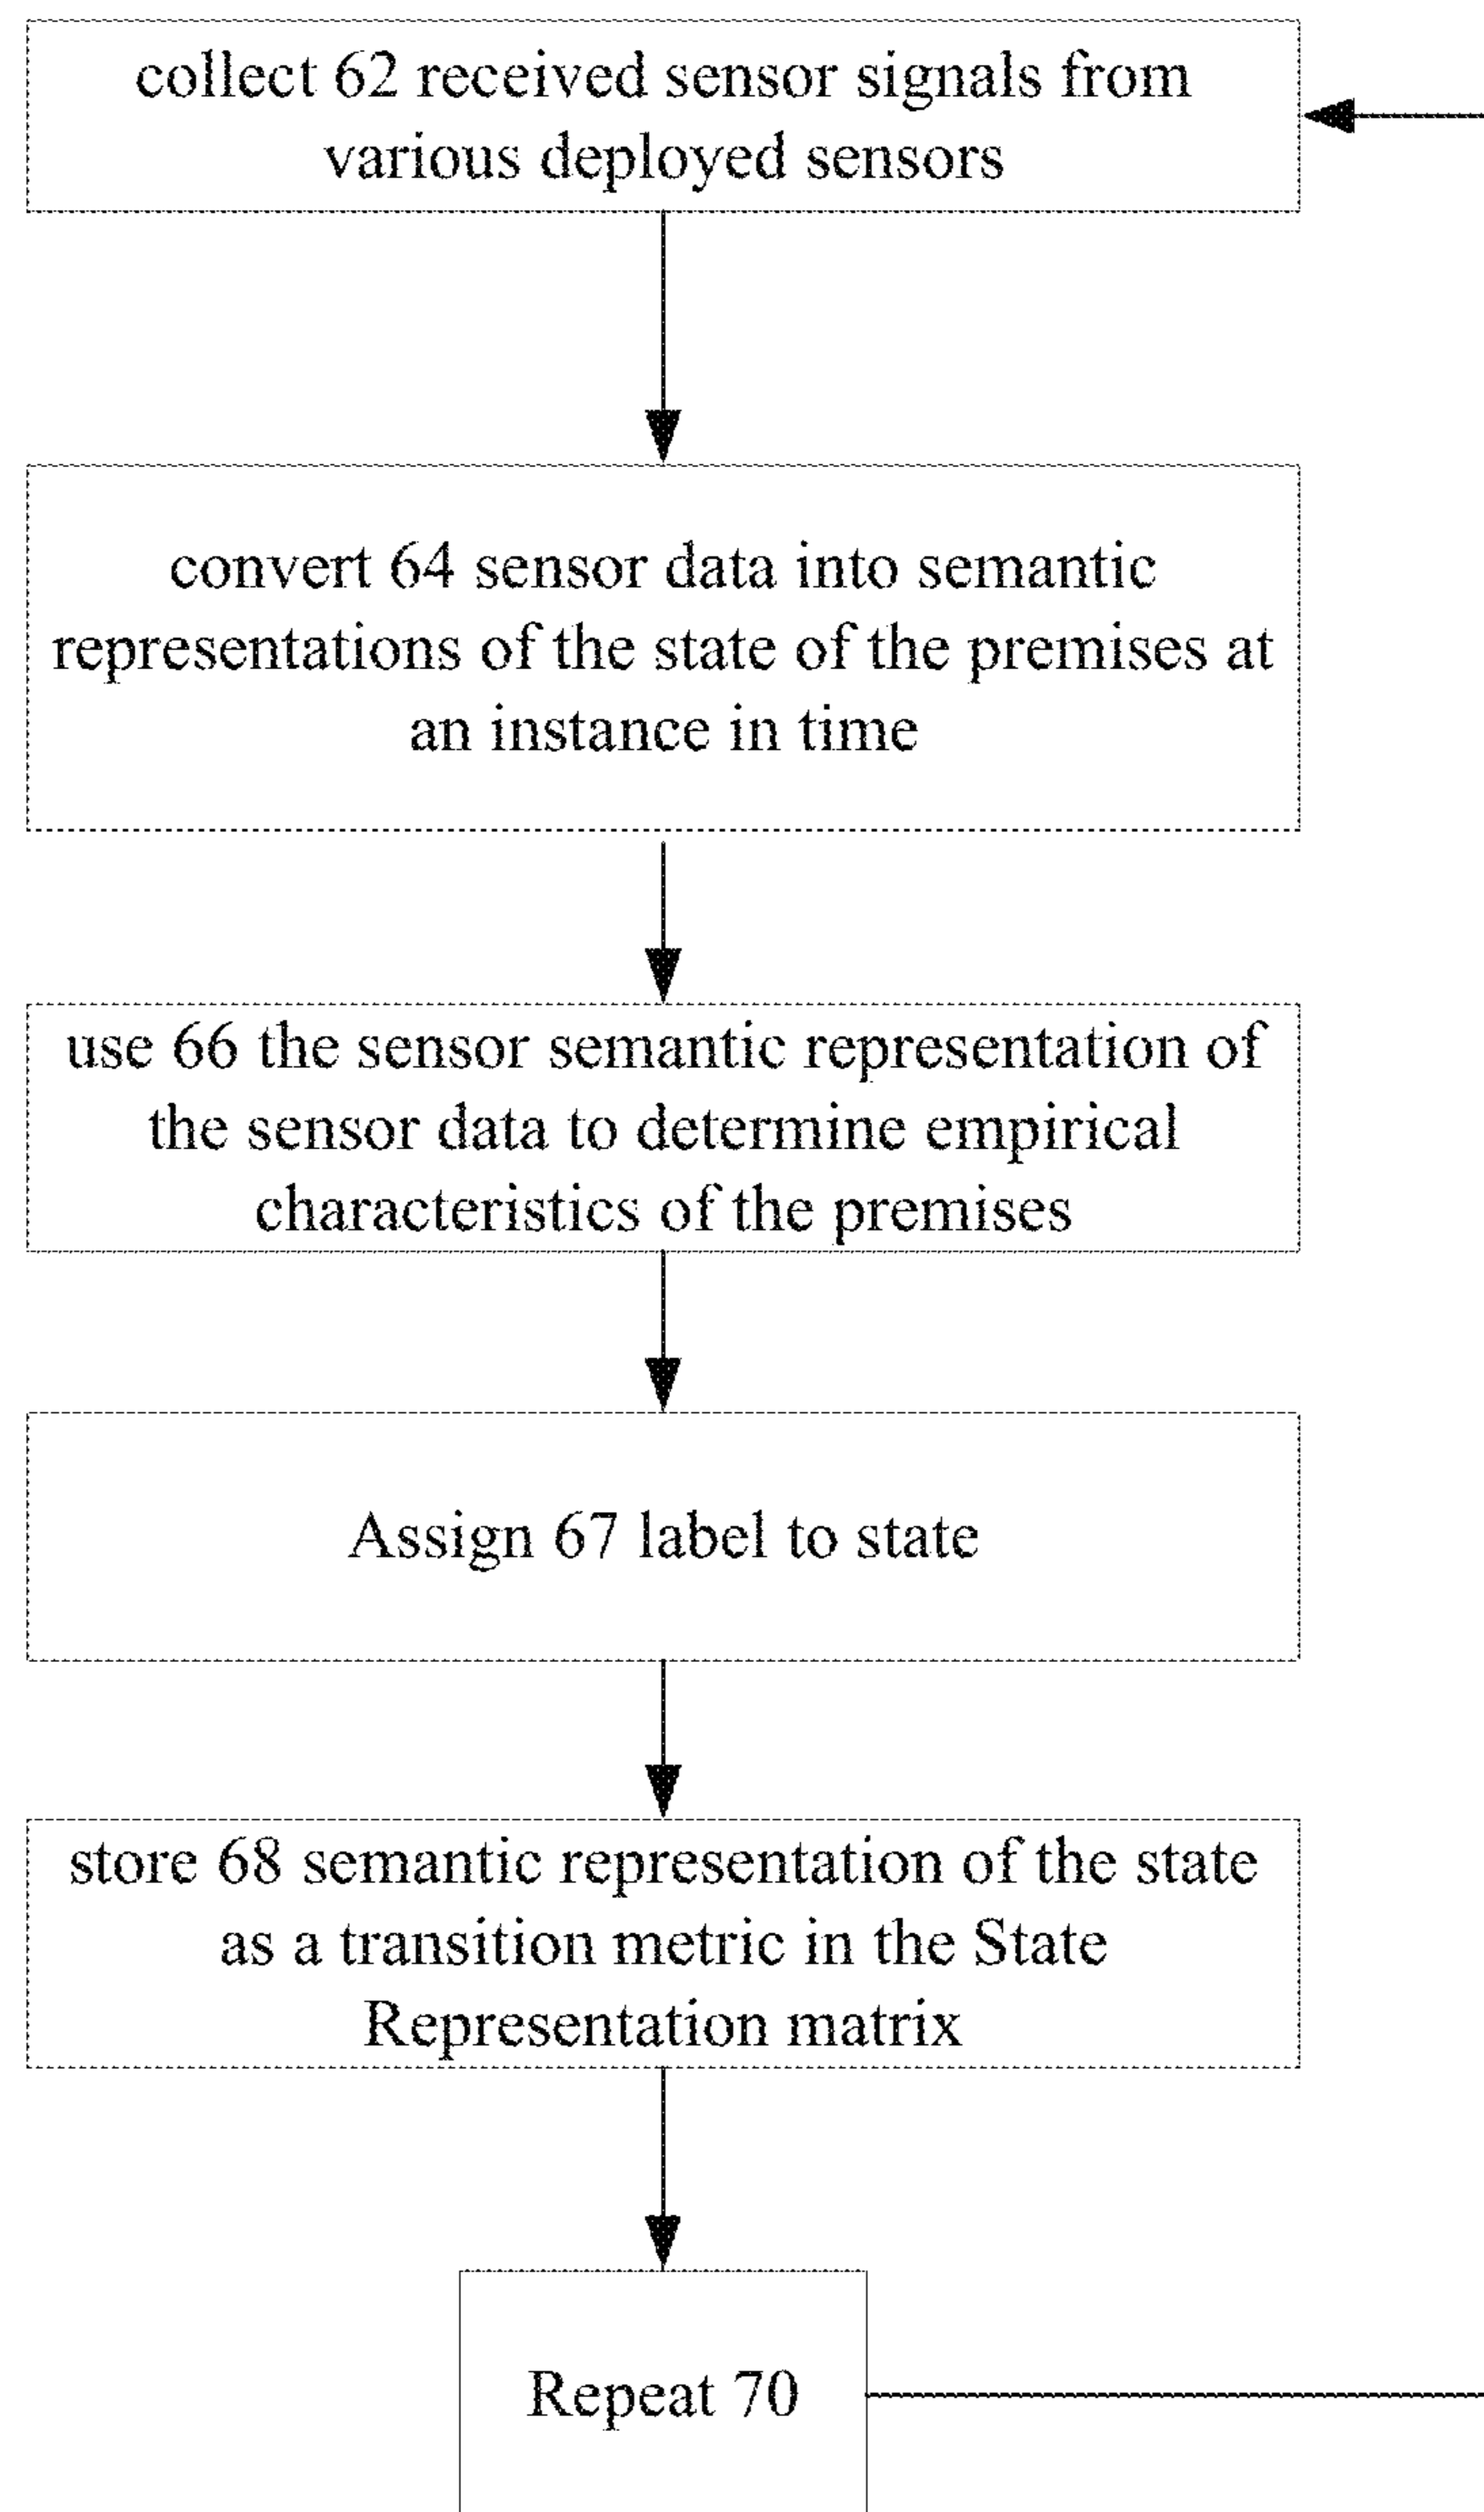 collect 62 received sensor signals from
various deployed sensors
convert 64 sensor data into semantic
representations of the state of the premises at
an instance in time
use 66 the sensor semantic representation of
the sensor data to determine empirical
characteristics of the premises
Assign 67 label to state
store 68 semantic representation of the state
as a transition metric in the State
Representation matrix
Repeat 70